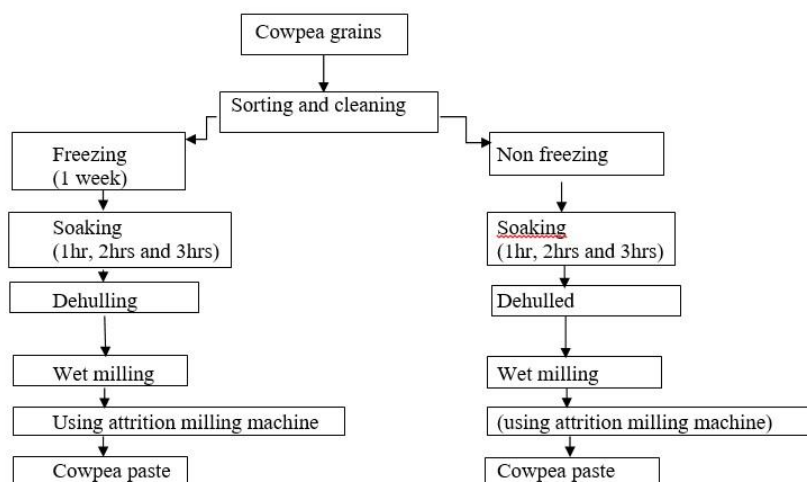 Cowpea grains
Sorting and cleaning
Freezing
(1 week)
Non freezing
Soaking
(1hr, 2hrs and 3hrs)
Soaking
(1hr, 2hrs and 3hrs)
Dehulling
Dehulled
Wet milling
Wet milling
Using attrition milling machine
(using attrition milling machine)
Cowpea paste
Cowpea paste